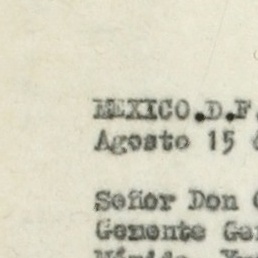 MEXICO.D.F.
Agosto 15
Señor Don
Gerente